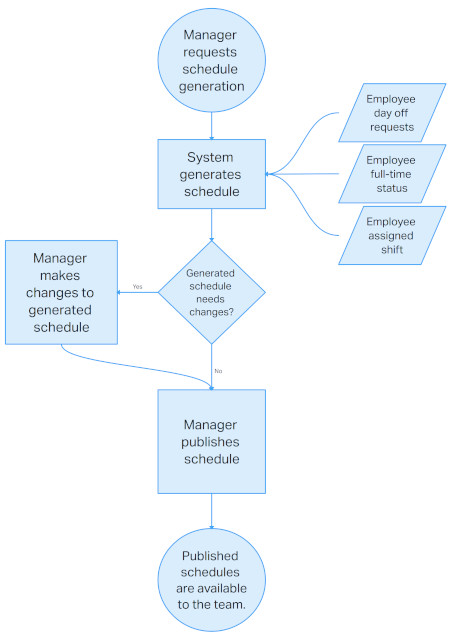 Manager
requests
schedule
generation
Employee
day off
requests
System
generates
schedule
Employee
full-time
status
Employee
assigned
shift
Manager
makes
changes to
generated
schedule
Yes
Generated
schedule
needs
changes?
No
Manager
publishes
schedule
Published
schedules
are available
to the team.